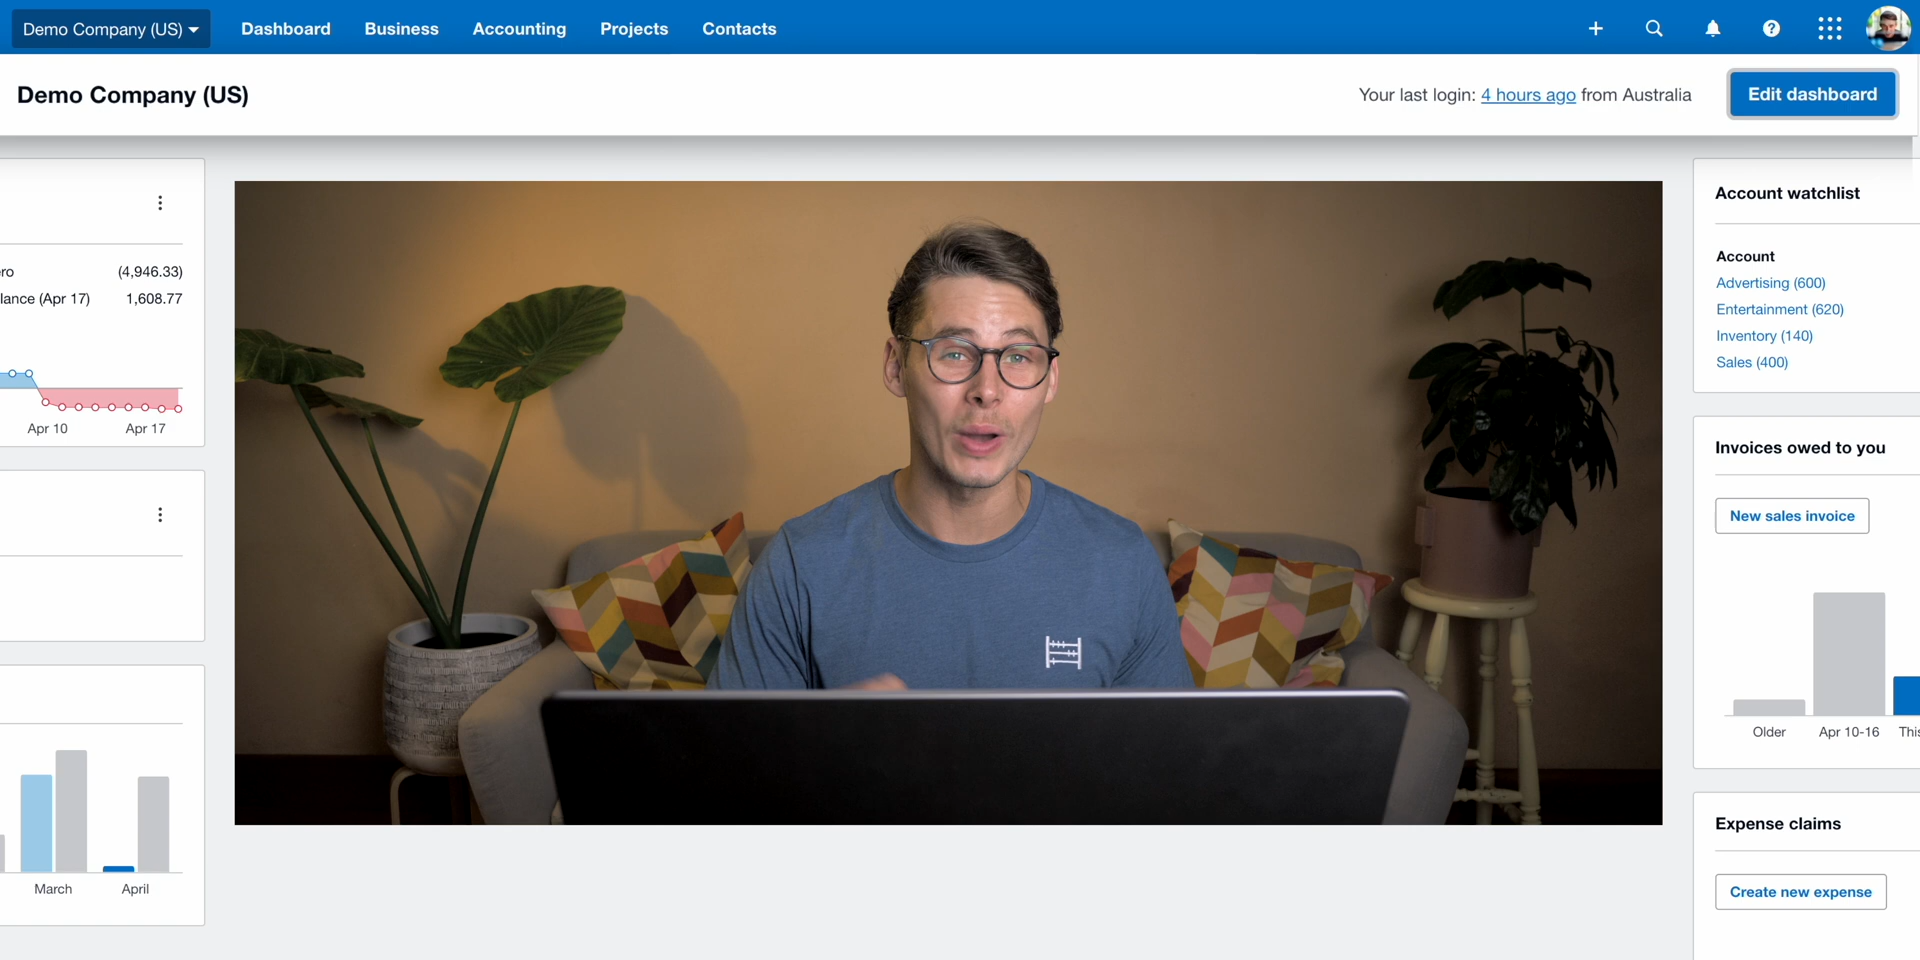 Demo Company (US)
Dashboard
Business
Accounting
Projects
Contacts
Demo Company (US)
Your last login: 4 hours ago from Australia
Edit dashboard
ero
(4,946.33)
lance (Apr 17)
1,608.77
Apr 10
Apr 17
March
April
Account watchlist
Account
Advertising (600)
Entertainment (620)
Inventory (140)
Sales (400)
Invoices owed to you
New sales invoice
Older
Apr 10-16
This
Expense claims
Create new expense